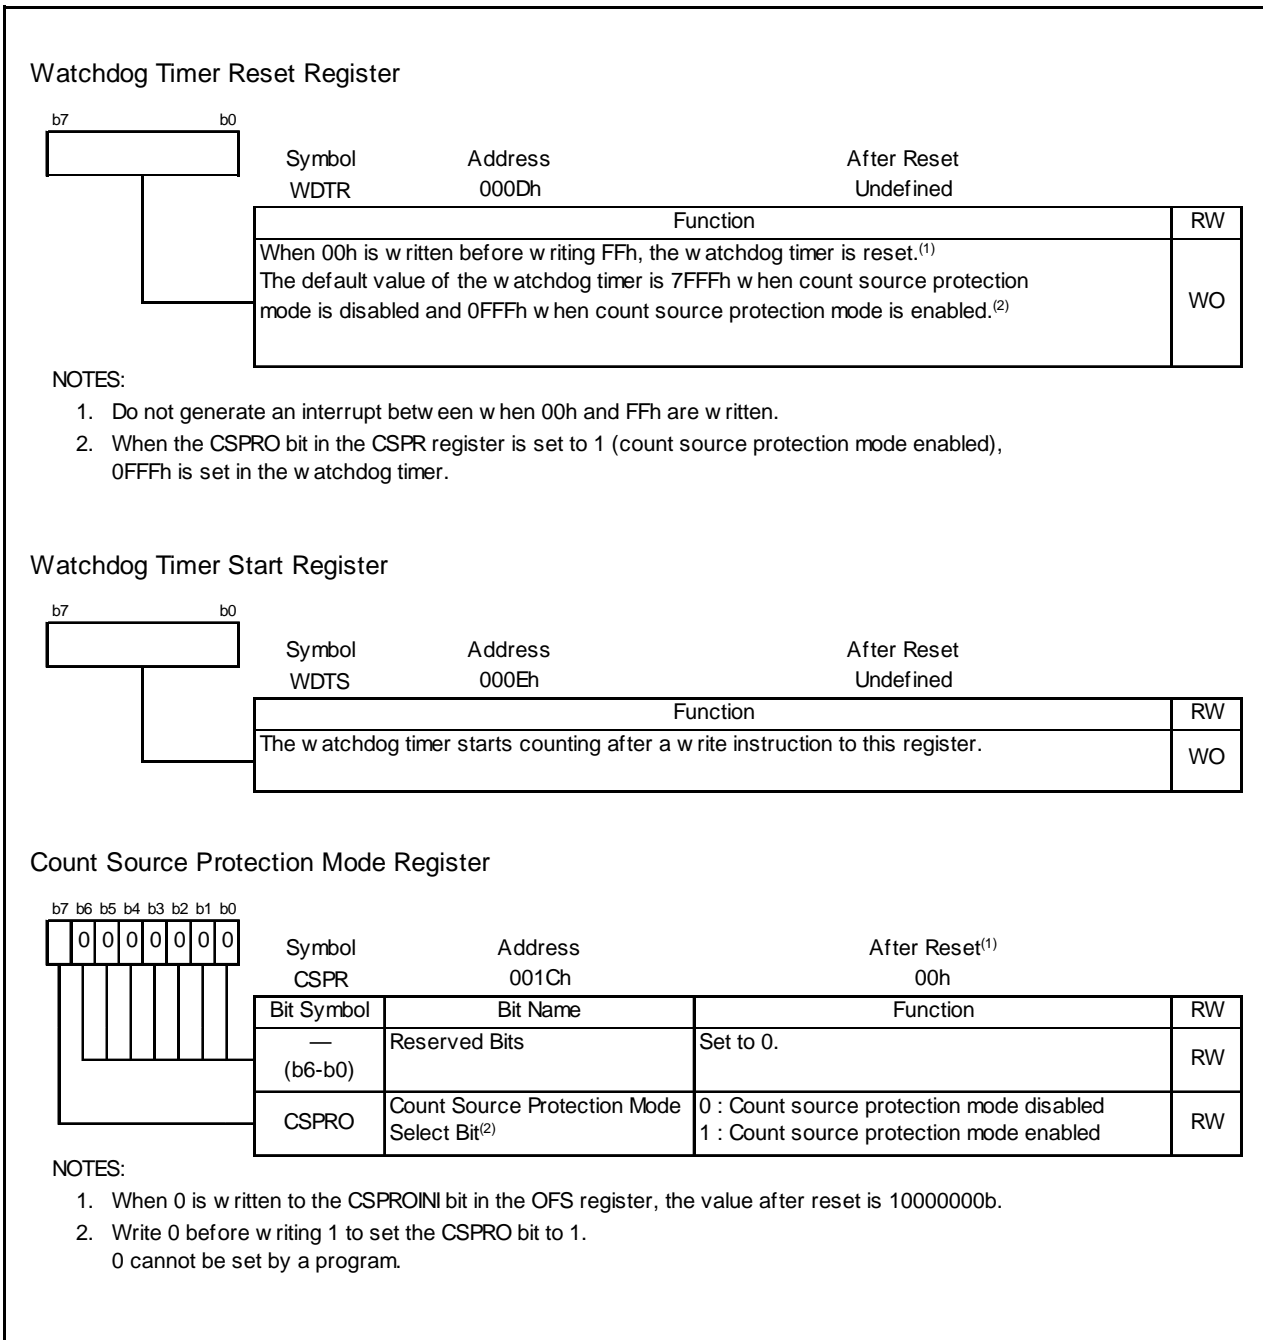 Watchdog Timer Reset Register
b7 b0
Symbol Address After Reset
WDTR 000Dh Undefined
Function RW
When 00h is written before writing FFh, the watchdog timer is reset.(1)
The default value of the watchdog timer is 7FFFh when count source protection
mode is disabled and 0FFFh when count source protection mode is enabled.(2)
WO
NOTES:
1. Do not generate an interrupt between when 00h and FFh are written.
2. When the CSPRO bit in the CSPR register is set to 1 (count source protection mode enabled),
0FFFh is set in the watchdog timer.
Watchdog Timer Start Register
b7 b0
Symbol Address After Reset
WDTS 000Eh Undefined
Function RW
The watchdog timer starts counting after a write instruction to this register.
WO
Count Source Protection Mode Register
b7 b6 b5 b4 b3 b2 b1 b0
0 0 0 0 0 0 0
Symbol Address After Reset(1)
CSPR 001Ch 00h
Bit Symbol Bit Name Function RW
— Reserved Bits Set to 0.
(b6-b0) RW
CSPRO Count Source Protection Mode 0 : Count source protection mode disabled RW
Select Bit(2) 1 : Count source protection mode enabled
NOTES:
1. When 0 is written to the CSPROINI bit in the OFS register, the value after reset is 10000000b.
2. Write 0 before writing 1 to set the CSPRO bit to 1.
0 cannot be set by a program.